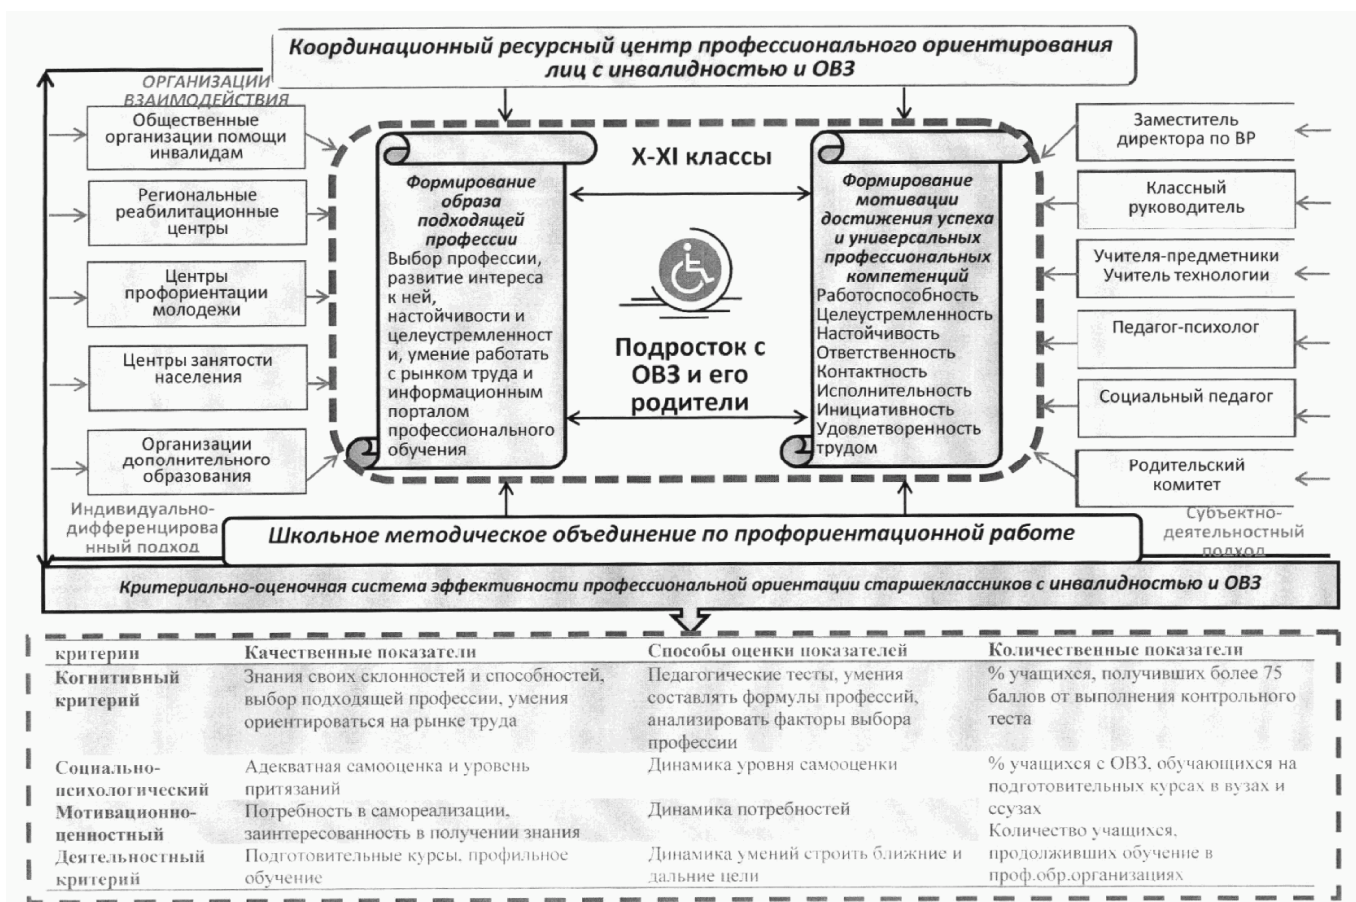 Координационный ресурсный центр профессионального ориентирования
лиц с инвалидностью и ОВЗ
ОРГАНИЗАЦИИ
ВЗАИМОДЕЙСТВИЯ
Общественные
организации помощи
инвалидам
Региональные
реабилитационные
центры
Центры
профориентации
молодежи
Центры занятости
населения
Организации
дополнительного
образования
Индивидуально-
дифференцирова
нный подход
Формирование
образа
подходящей
профессии
Выбор профессии,
развитие интереса
к ней,
настойчивости и
целеустремленност
и, умение работать
с рынком труда и
информационным
порталом
профессионального
обучения
X-XI классы
Подросток с
ОВЗ и его
родители
Формирование
мотивации
достижения успеха
и универсальных
профессиональных
компетенций
Работоспособность
Целеустремленность
Настойчивость
Ответственность
Контактность
Исполнительность
Инициативность
Удовлетворенность
трудом
Заместитель
директора по ВР
Классный
руководитель
Учителя-предметники
Учитель технологии
Педагог-психолог
Социальный педагог
Родительский
комитет
Субъектно-
деятельностный
подход
Школьное методическое объединение по профориентационной работе
Критериально-оценочная система эффективности профессиональной ориентации старшеклассников с инвалидностью и ОВЗ
критерии
Качественные показатели
Способы оценки показателей
Количественные показатели
Когнитивный
критерий
Знания своих склонностей и способностей,
выбор подходящей профессии, умения
ориентироваться на рынке труда
Педагогические тесты, умения
составлять формулы профессий,
анализировать факторы выбора
профессии
% учащихся, получивших более 75
баллов от выполнения контрольного
теста
Социально-
психологический
Адекватная самооценка и уровень
притязаний
Динамика уровня самооценки
% учащихся с ОВЗ, обучающихся на
подготовительных курсах в вузах и
ссузах
Мотивационно-
ценностный
Потребность в самореализации,
заинтересованность в получении знания
Динамика потребностей
Количество учащихся,
продолживших обучение в
проф.обр.организациях
Деятельностный
критерий
Подготовительные курсы, профильное
обучение
Динамика умений строить ближние и
дальние цели